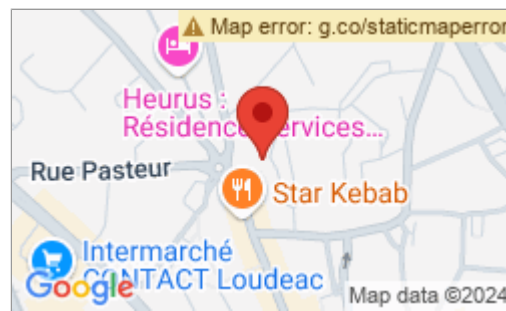 Map error: g.co/staticmaperror
Heurus :
Résidence services...
Rue Pasteur
Star Kebab
Intermarché
CONTACT Loudeac
Google
Map data ©2024